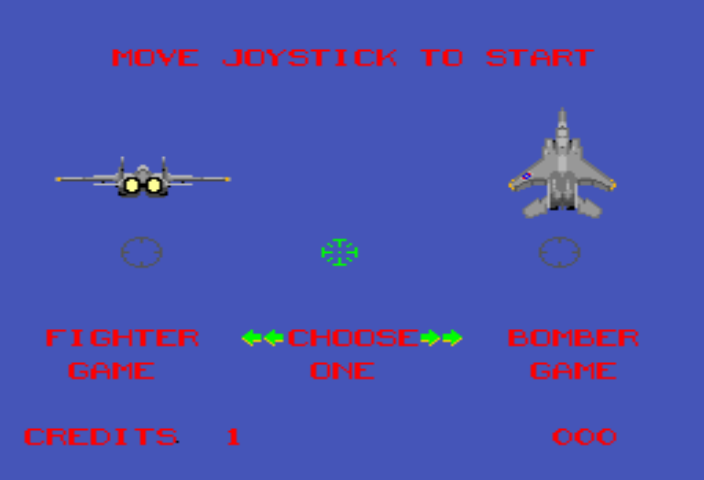 MOVE JOYSTICK TO START
FIGHTER CHOOSE BOMBER
GAME ONE GAME
CREDITS 1 000